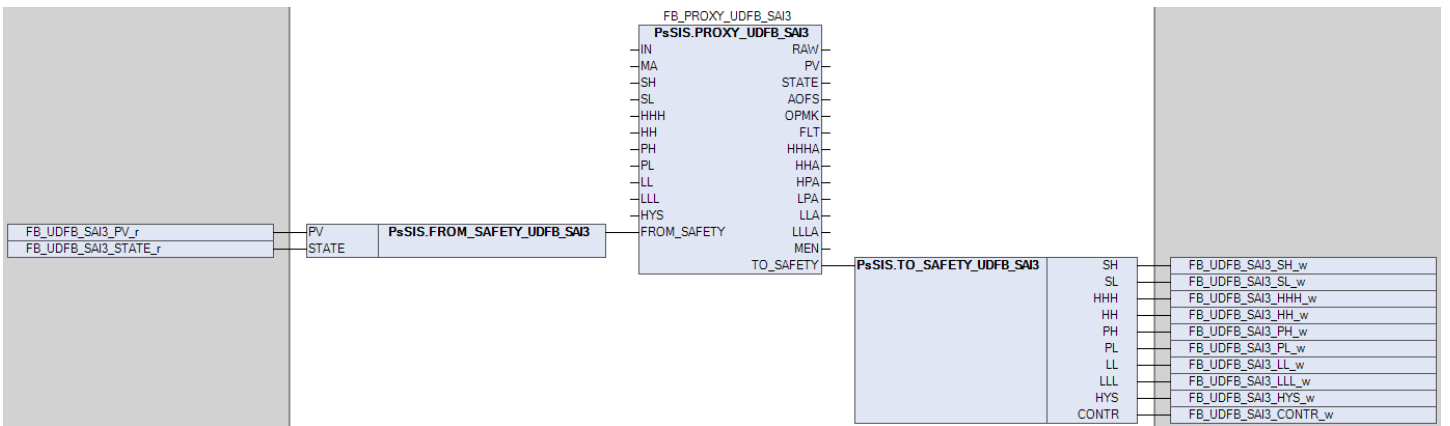 FB_PROXY_UDFB_SAI3
PsSIS.PROXY_UDFB_SAI3
IN RAW
MA PV
SH STATE
SL AOFS
HHH OPMK
HH FLT
PH HHHA
PL HHA
LL HPA
LLL LPA
HYS LLA
FROM_SAFETY LLLA
MEN
TO_SAFETY
FB_UDFB_SAI3_PV_r PV PsSIS.FROM_SAFETY_UDFB_SAI3
FB_UDFB_SAI3_STATE_r STATE
PsSIS.TO_SAFETY_UDFB_SAI3 SH FB_UDFB_SAI3_SH_w
SL FB_UDFB_SAI3_SL_w
HHH FB_UDFB_SAI3_HHH_w
HH FB_UDFB_SAI3_HH_w
PH FB_UDFB_SAI3_PH_w
PL FB_UDFB_SAI3_PL_w
LL FB_UDFB_SAI3_LL_w
LLL FB_UDFB_SAI3_LLL_w
HYS FB_UDFB_SAI3_HYS_w
CONTR FB_UDFB_SAI3_CONTR_w